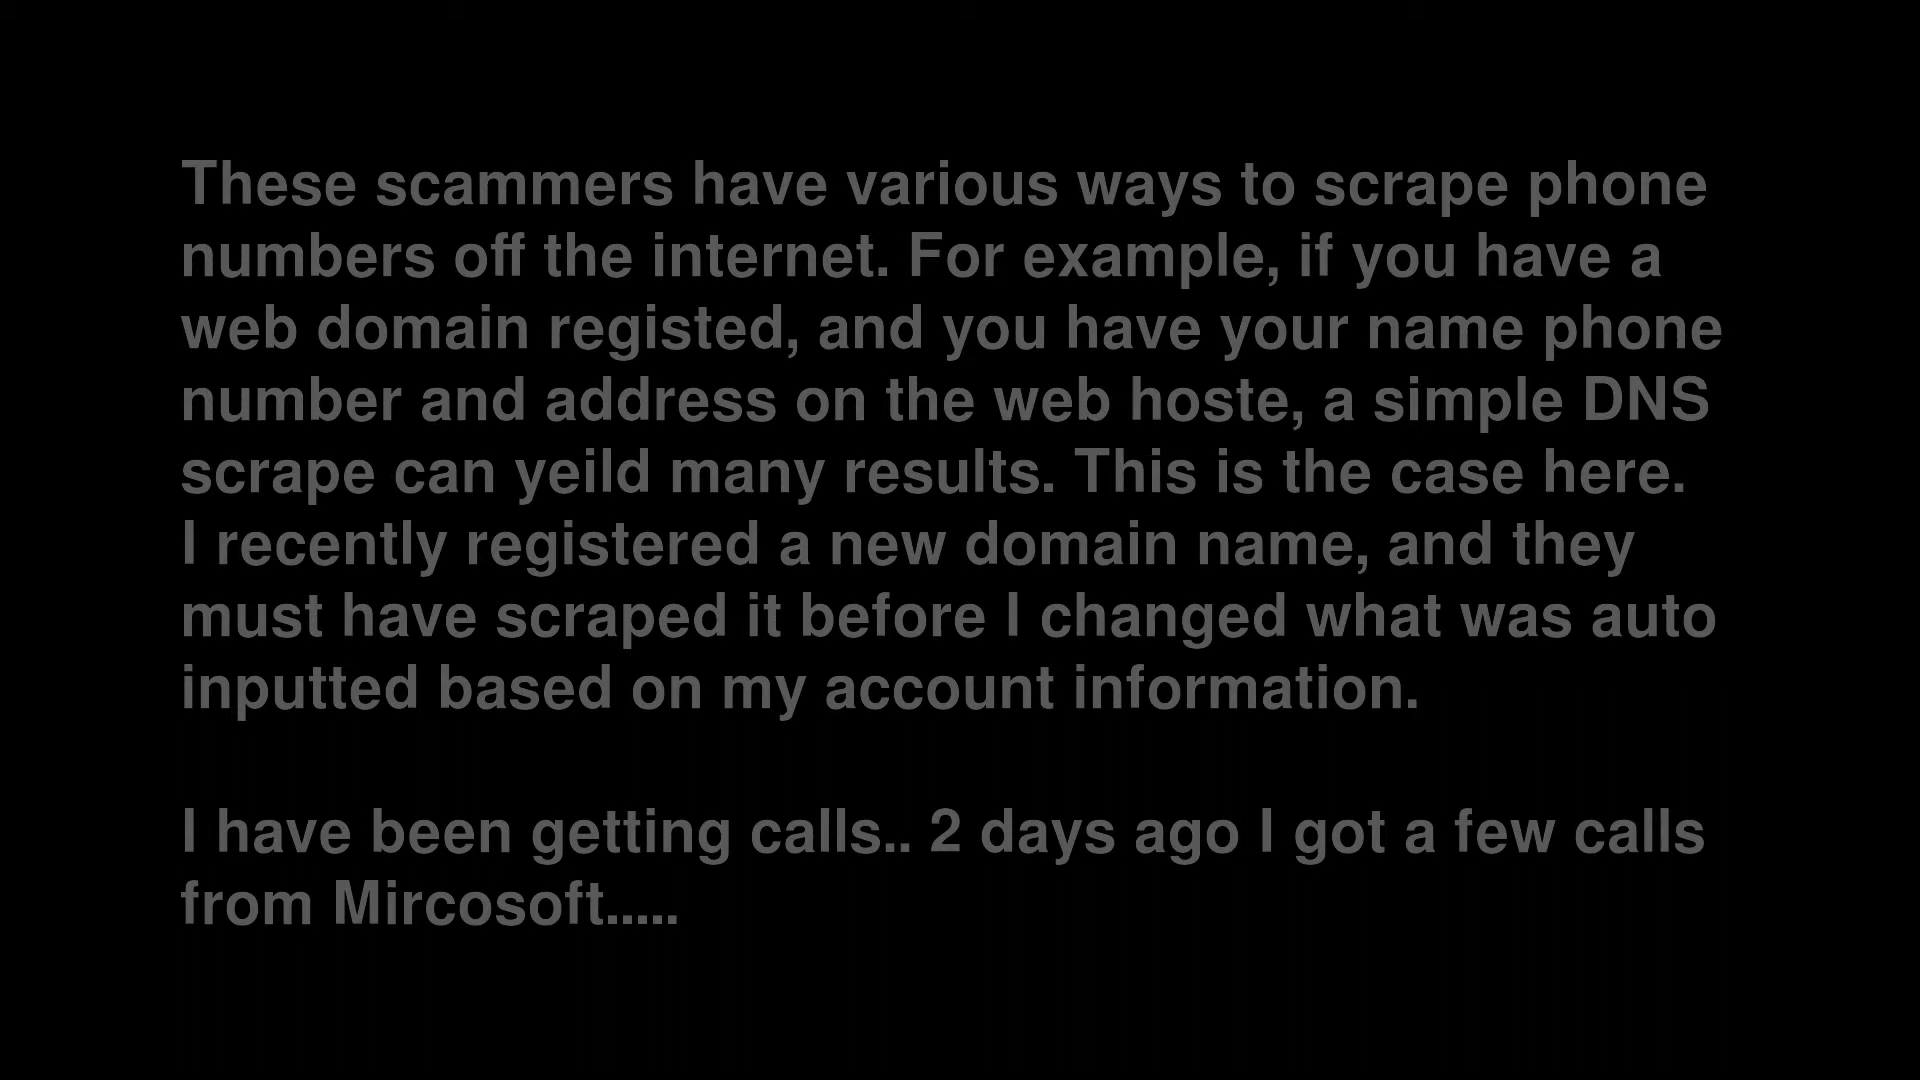 These scammers have various ways to scrape phone
numbers off the internet. For example, if you have a
web domain registed, and you have your name phone
number and address on the web hoste, a simple DNS
scrape can yeild many results. This is the case here.
I recently registered a new domain name, and they
must have scraped it before I changed what was auto
inputted based on my account information.
I have been getting calls.. 2 days ago I got a few calls
from Mircosoft.....